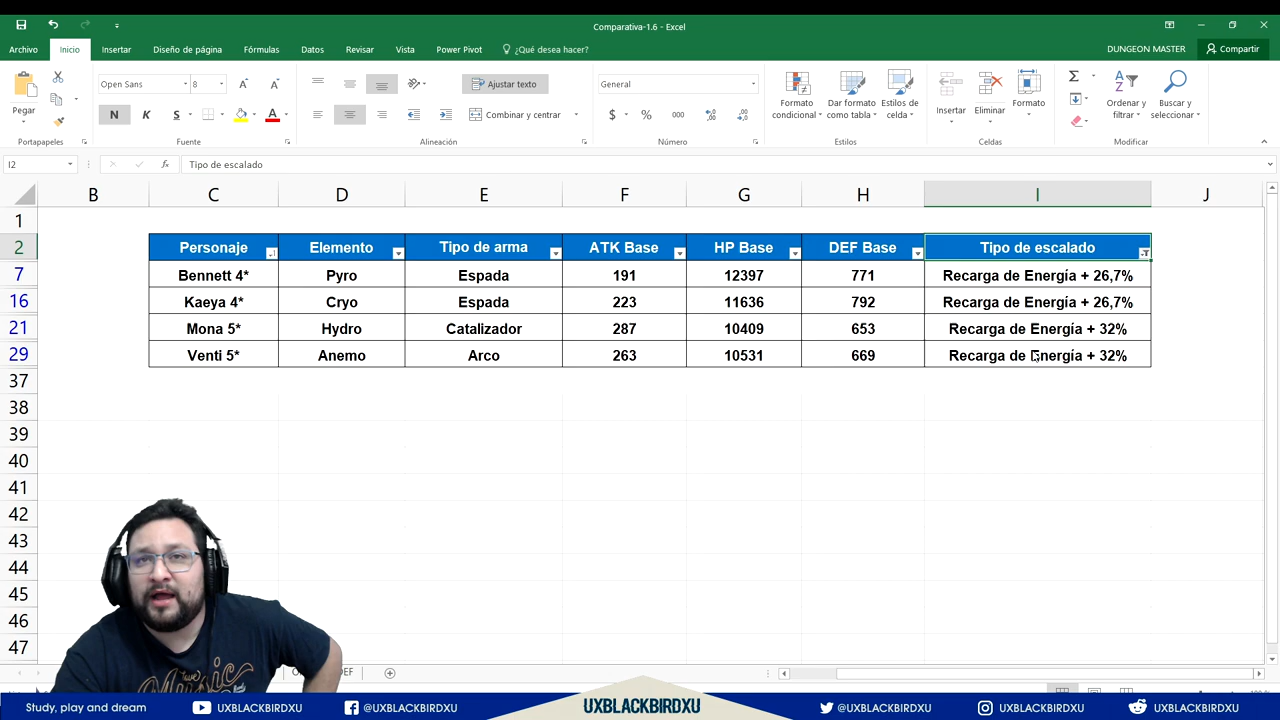 Comparativa-1.6 - Excel
Archivo Inicio Insertar Diseño de página Fórmulas Datos Revisar Vista Power Pivot ¿Qué desea hacer? DUNGEON MASTER Compartir
Open Sans 8 Ajustar texto General
Pegar N K S A Combinar y centrar $ % 000
Formato condicional Dar formato como tabla Estilos de celda Insertar Eliminar Formato Ordenar y filtrar Buscar y seleccionar
Portapapeles Fuente Alineación Número Estilos Celdas Modificar
I2 fx Tipo de escalado
B C D E F G H I J
1
2 Personaje Elemento Tipo de arma ATK Base HP Base DEF Base Tipo de escalado
7 Bennett 4* Pyro Espada 191 12397 771 Recarga de Energía + 26,7%
16 Kaeya 4* Cryo Espada 223 11636 792 Recarga de Energía + 26,7%
21 Mona 5* Hydro Catalizador 287 10409 653 Recarga de Energía + 32%
29 Venti 5* Anemo Arco 263 10531 669 Recarga de Energía + 32%
37
38
39
40
41
42
43
44
45
46
47
Study, play and dream UXBLACKBIRDXU @UXBLACKBIRDXU UXBLACKBIRDXU @UXBLACKBIRDXU UXBLACKBIRDXU UXBLACKBIRDXU